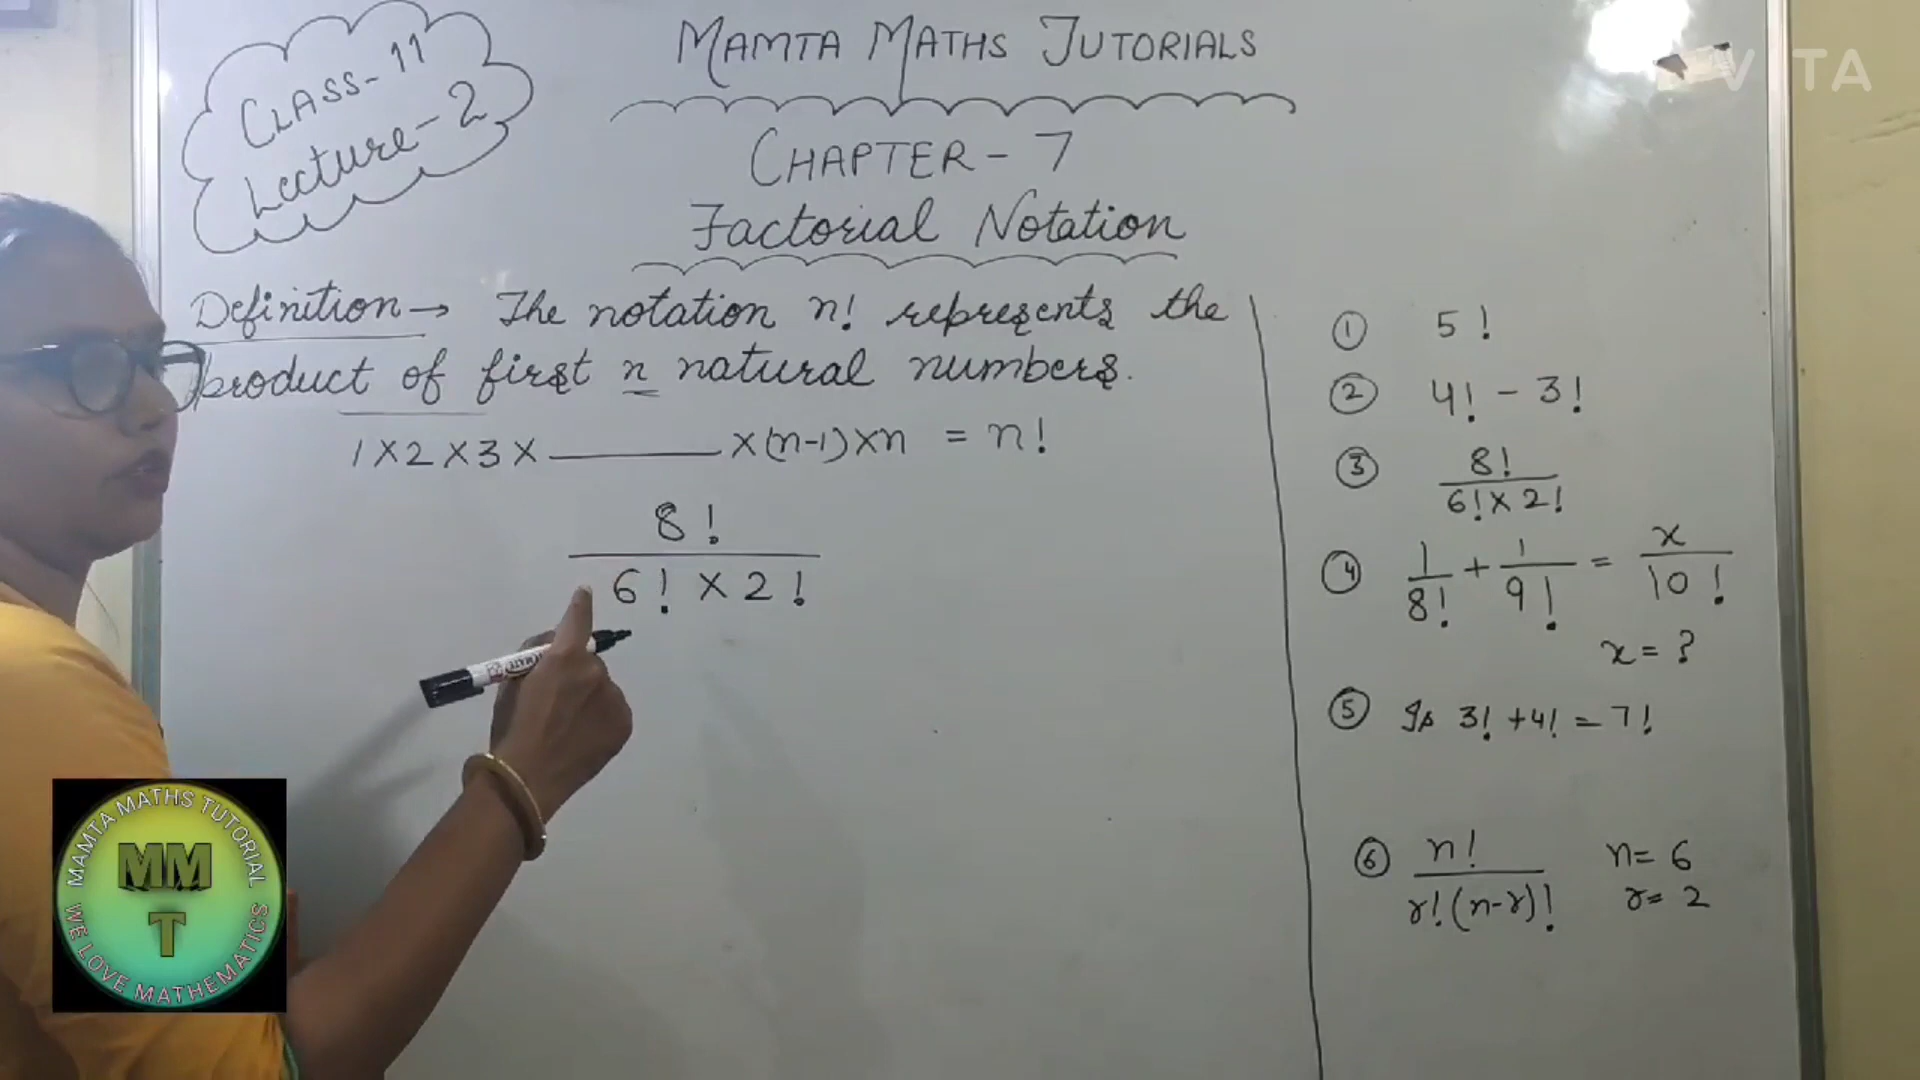 CLASS-11
Lecture-2
MAMTA MATHS TUTORIALS
VITA
CHAPTER-7
Factorial Notation
Definition→ The notation n! represents the
product of first n natural numbers.
1×2×3×______×(n-1)×n = n!
8!
6!×2!
① 5!
② 4!-3!
③ 8!
6!×2!
④ 1/8! + 1/9! = x/10!
x=?
⑤ Is 3!+4!=7!
⑥ n! n=6
r!(n-r)! r=2
MAMTA MATHS TUTORIAL
MM
T
WE LOVE MATHEMATICS